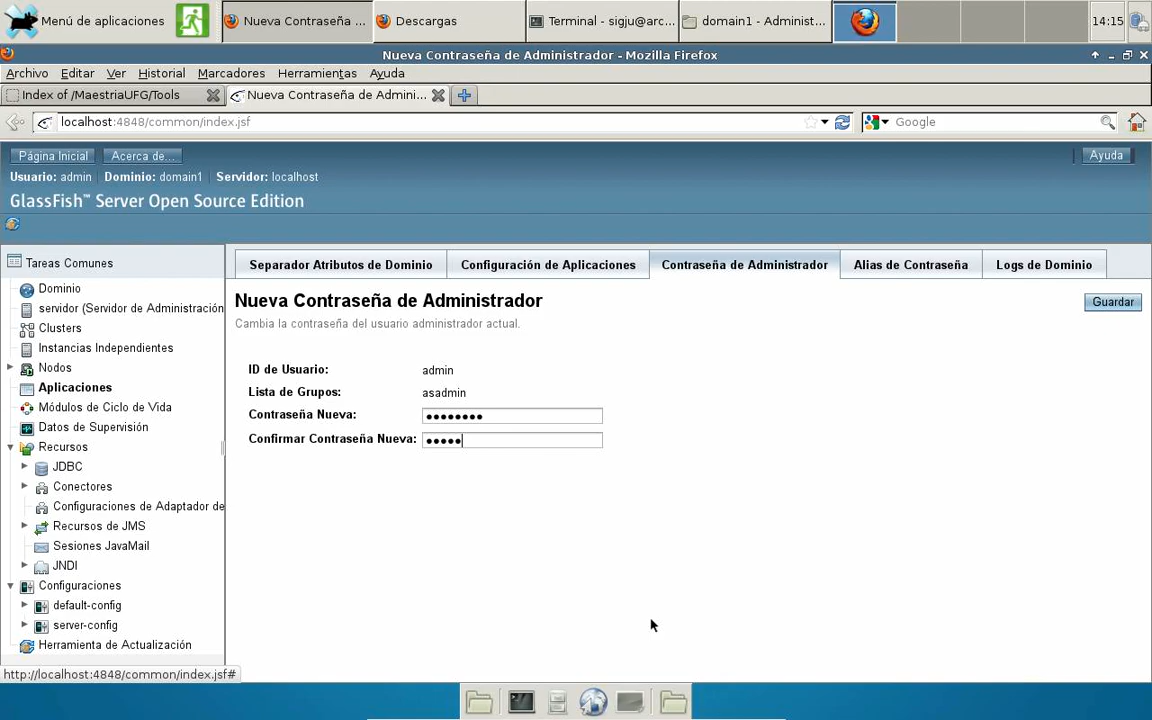 Menú de aplicaciones
Nueva Contraseña ...
Descargas
Terminal - sigju@arc...
domain1 - Administ...
14:15
Nueva Contraseña de Administrador - Mozilla Firefox
Archivo Editar Ver Historial Marcadores Herramientas Ayuda
Index of /MaestriaUFG/Tools
Nueva Contraseña de Admini...
localhost:4848/common/index.jsf
Google
Página Inicial
Acerca de...
Ayuda
Usuario: admin Dominio: domain1 Servidor: localhost
GlassFish™ Server Open Source Edition
Tareas Comunes
Dominio
servidor (Servidor de Administración
Clusters
Instancias Independientes
Nodos
Aplicaciones
Módulos de Ciclo de Vida
Datos de Supervisión
Recursos
JDBC
Conectores
Configuraciones de Adaptador de
Recursos de JMS
Sesiones JavaMail
JNDI
Configuraciones
default-config
server-config
Herramienta de Actualización
Separador Atributos de Dominio
Configuración de Aplicaciones
Contraseña de Administrador
Alias de Contraseña
Logs de Dominio
Nueva Contraseña de Administrador
Guardar
Cambia la contraseña del usuario administrador actual.
ID de Usuario: admin
Lista de Grupos: asadmin
Contraseña Nueva: ●●●●●●●●
Confirmar Contraseña Nueva: ●●●●●
http://localhost:4848/common/index.jsf#